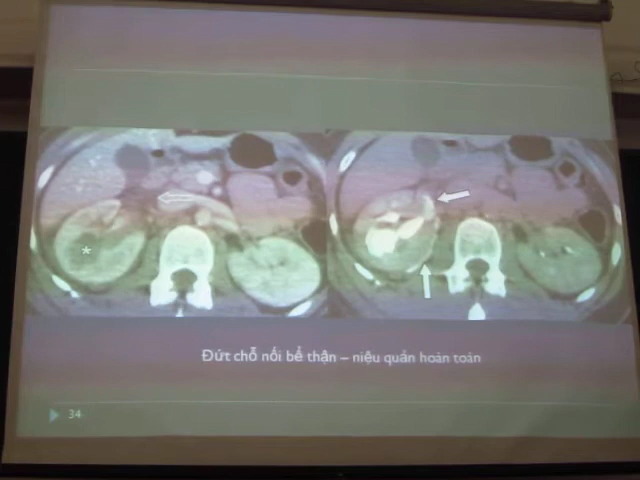 *
Đứt chỗ nối bể thận – niệu quản hoàn toàn
34